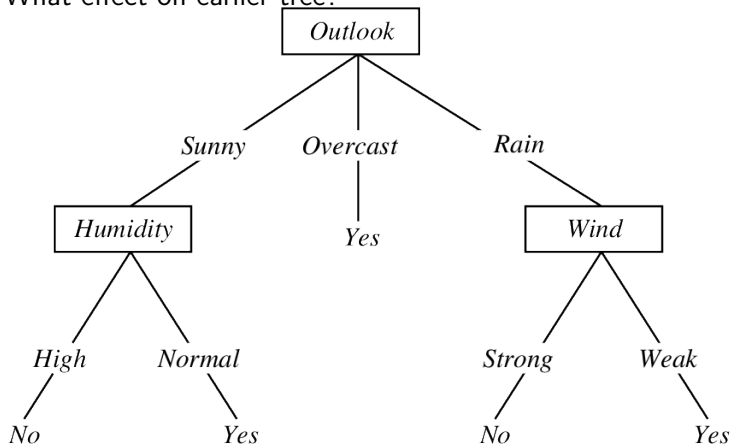 What effect on earlier tree?
Outlook
Sunny Overcast Rain
Humidity Yes Wind
High Normal Strong Weak
No Yes No Yes